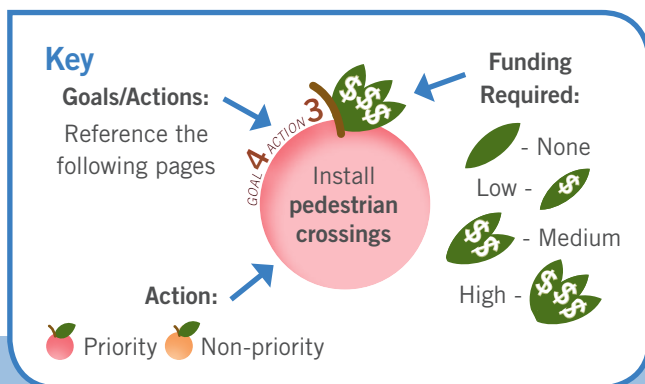 Key
Goals/Actions:
Reference the
following pages
GOAL 4 ACTION 3
$$$
Install
pedestrian
crossings
Funding
Required:
- None
Low - $
$$ - Medium
High - $$$
Action:
Priority Non-priority